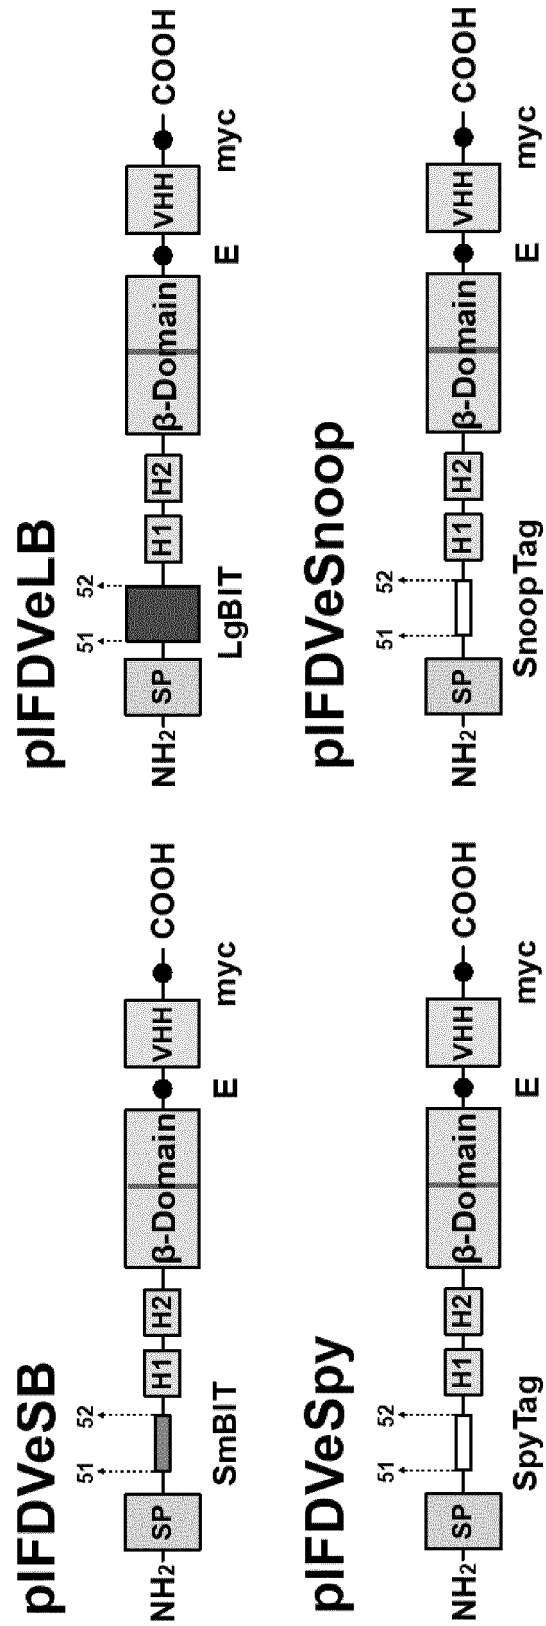 pIFDVeSB
51 52
NH2 SP H1 H2 β-Domain VHH COOH
SmBIT E myc
pIFDVeLB
51 52
NH2 SP H1 H2 β-Domain VHH COOH
LgBIT E myc
pIFDVeSpy
51 52
NH2 SP H1 H2 β-Domain VHH COOH
SpyTag E myc
pIFDVeSnoop
51 52
NH2 SP H1 H2 β-Domain VHH COOH
SnoopTag E myc